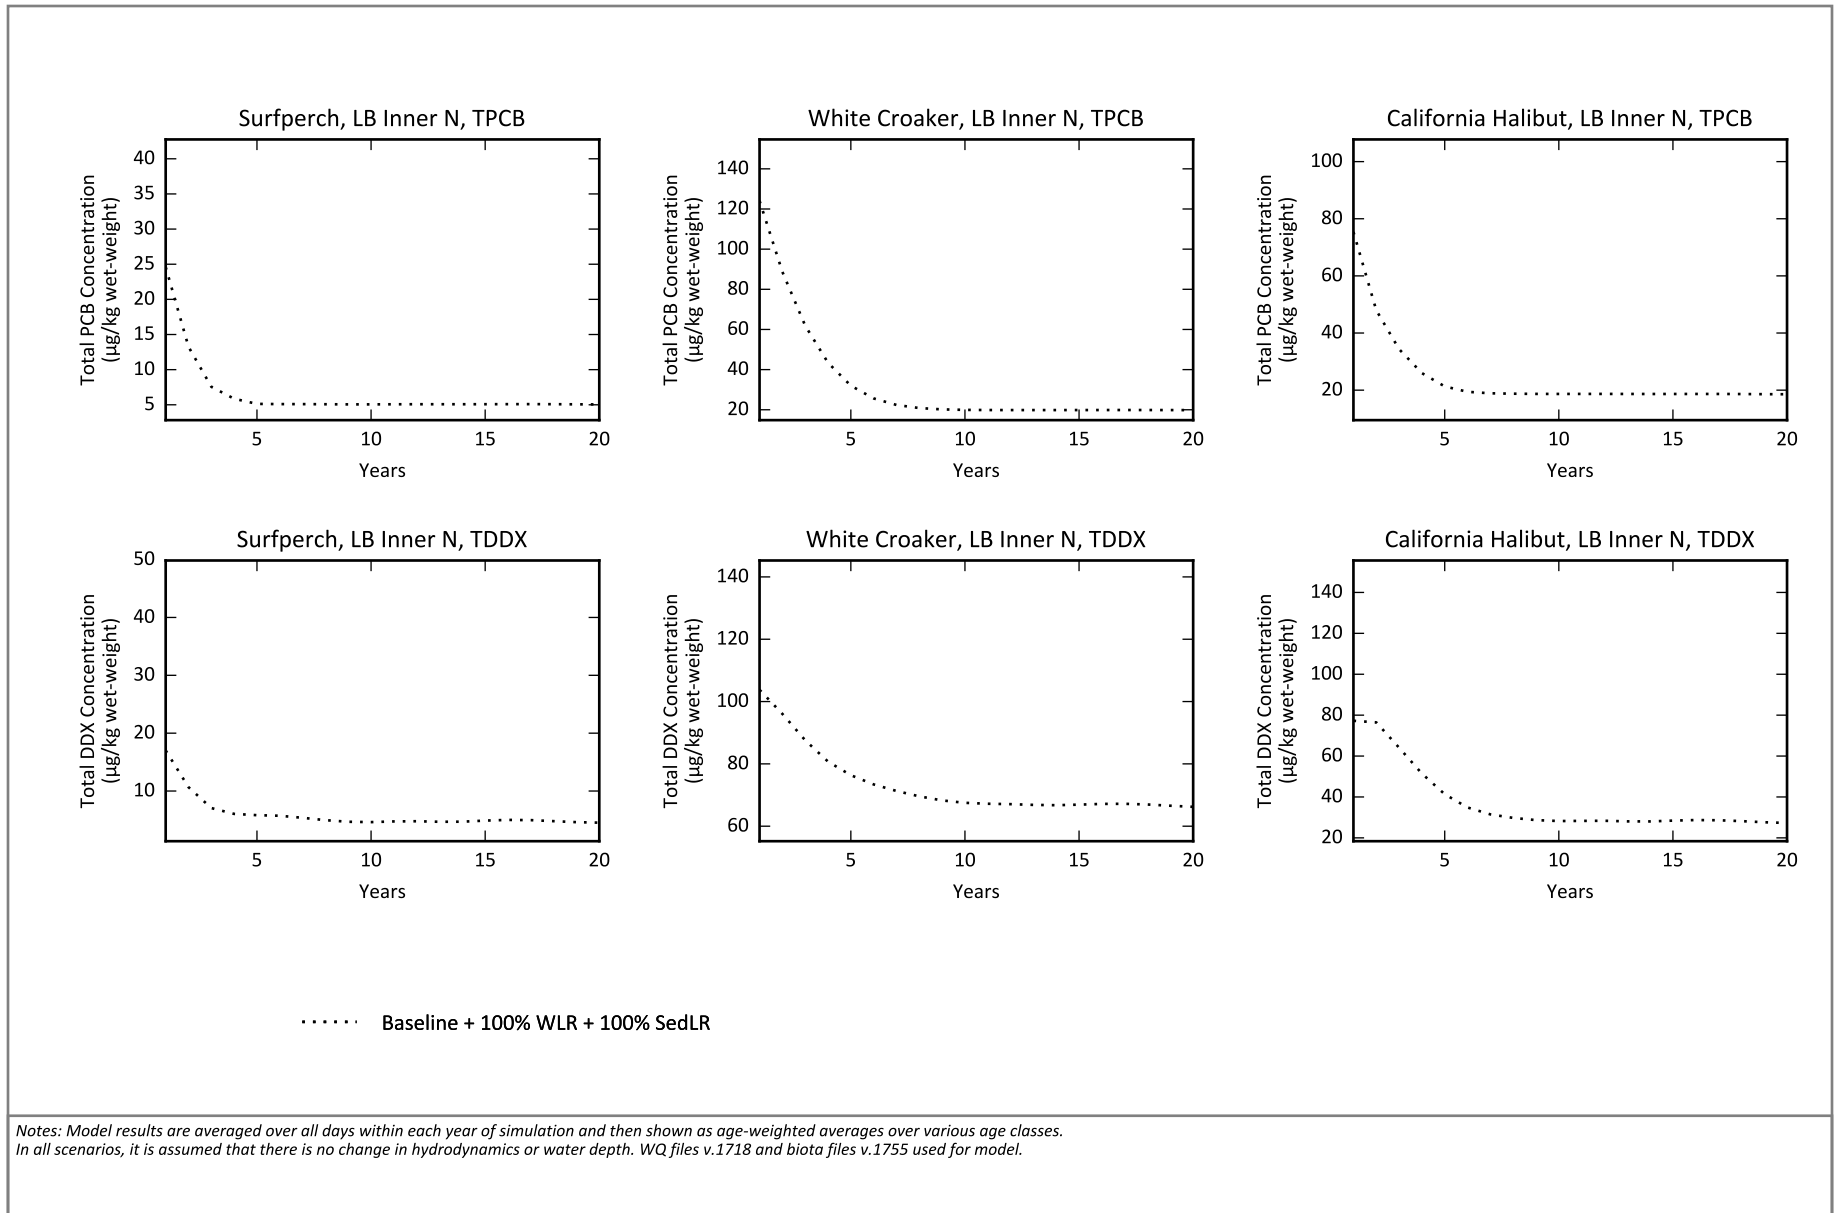 Surfperch, LB Inner N, TPCB
Total PCB Concentration
(µg/kg wet-weight)
40
35
30
25
20
15
10
5
5 10 15 20
Years
White Croaker, LB Inner N, TPCB
Total PCB Concentration
(µg/kg wet-weight)
140
120
100
80
60
40
20
5 10 15 20
Years
California Halibut, LB Inner N, TPCB
Total PCB Concentration
(µg/kg wet-weight)
100
80
60
40
20
5 10 15 20
Years
Surfperch, LB Inner N, TDDX
Total DDX Concentration
(µg/kg wet-weight)
50
40
30
20
10
5 10 15 20
Years
White Croaker, LB Inner N, TDDX
Total DDX Concentration
(µg/kg wet-weight)
140
120
100
80
60
5 10 15 20
Years
California Halibut, LB Inner N, TDDX
Total DDX Concentration
(µg/kg wet-weight)
140
120
100
80
60
40
20
5 10 15 20
Years
Baseline + 100% WLR + 100% SedLR
Notes: Model results are averaged over all days within each year of simulation and then shown as age-weighted averages over various age classes.
In all scenarios, it is assumed that there is no change in hydrodynamics or water depth. WQ files v.1718 and biota files v.1755 used for model.